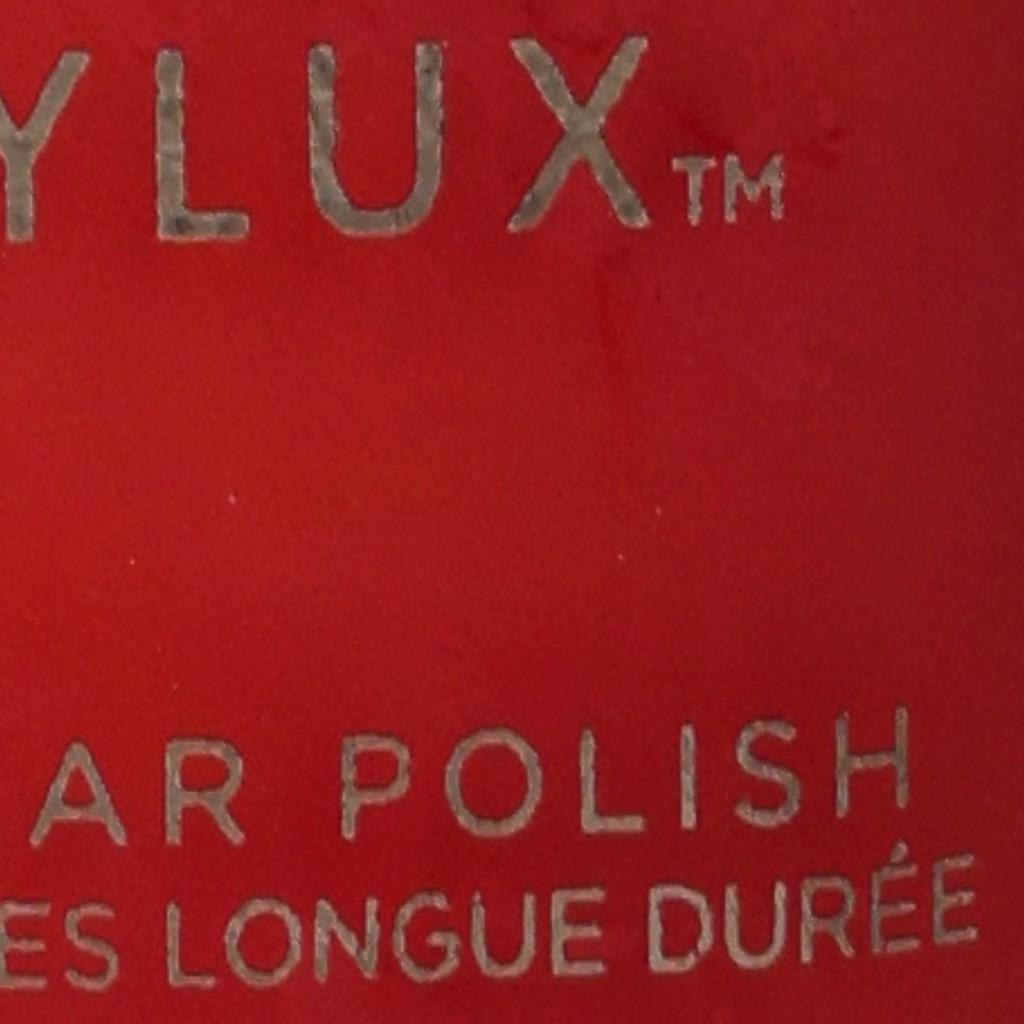 YLUX™
AR POLISH
ES LONGUE DURÉE